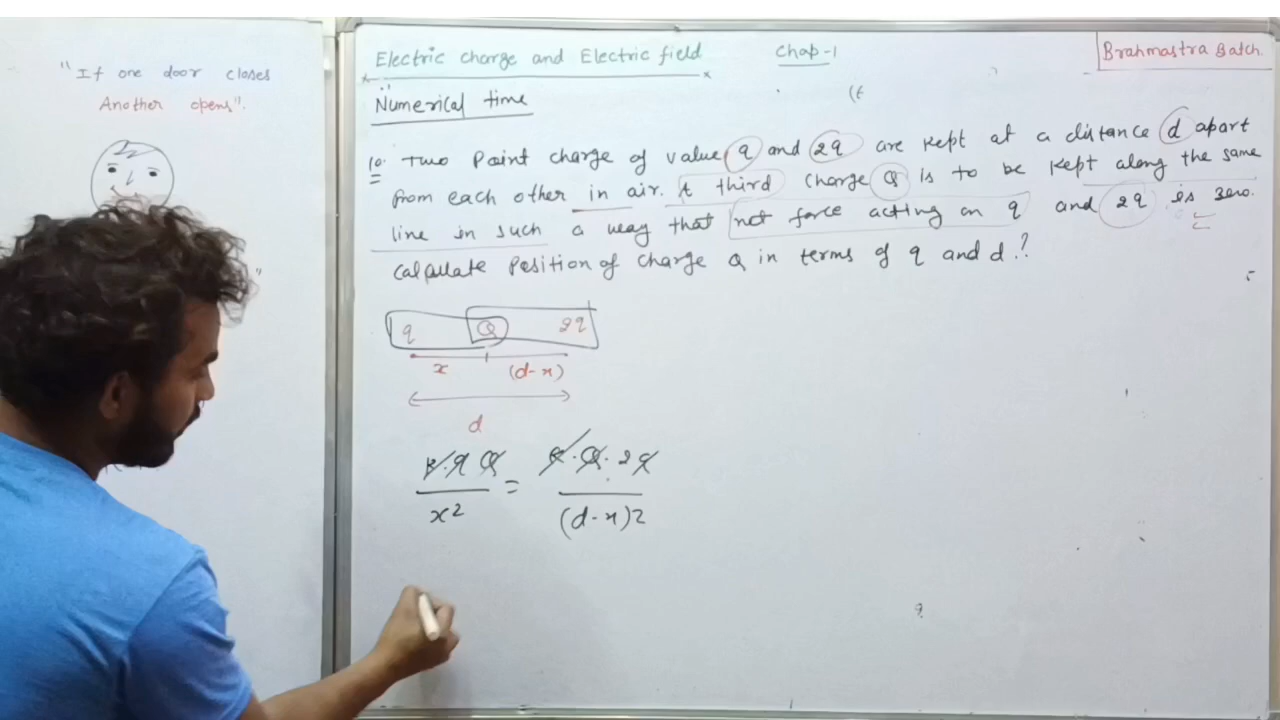 "If one door closes
Another opens".
Electric charge and Electric field
Chap-1
Brahmastra Batch.
Numerical time
(E
10. Two Point charge of value q and 2q are kept at a distance d apart
from each other in air. A third charge Q is to be kept along the same
line in such a way that net force acting on q and 2q is zero.
Calculate Position of charge Q in terms of q and d.?
q Q 2q
x (d-x)
d
k.q Q / x² = k.Q.2q / (d-x)2